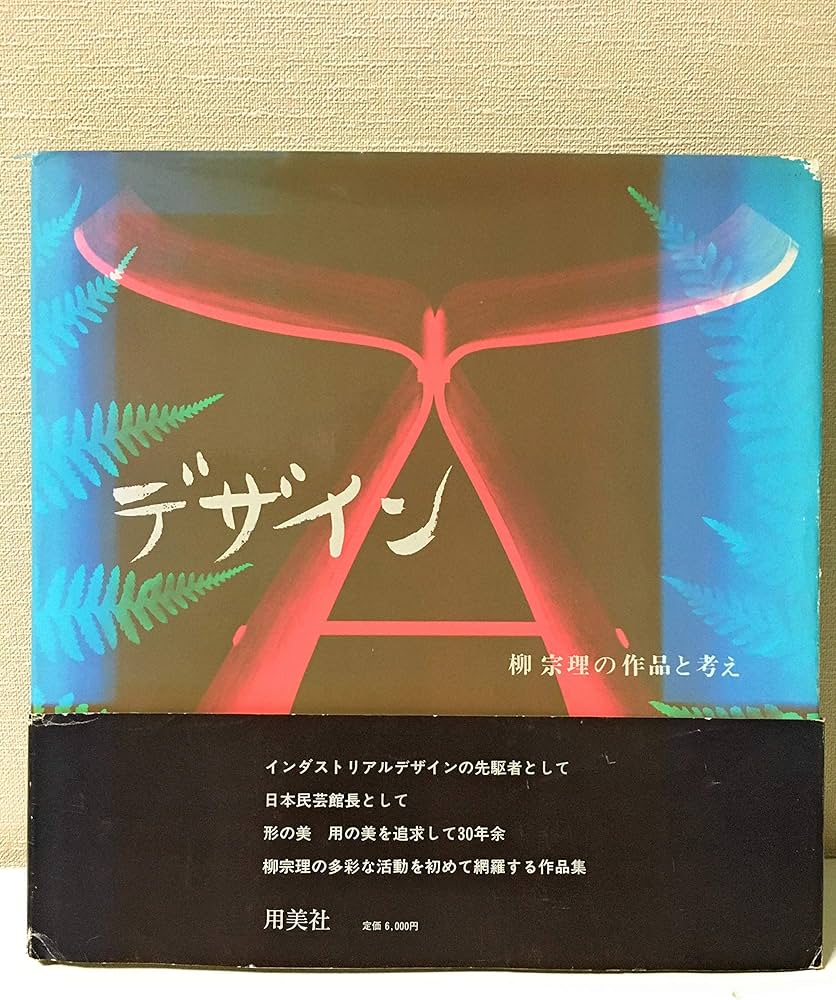 デザイン
柳 宗理の作品と考え
インダストリアルデザインの先駆者として
日本民芸館長として
形の美　用の美を追求して30年余
柳宗理の多彩な活動を初めて網羅する作品集
用美社　定価 6,000円